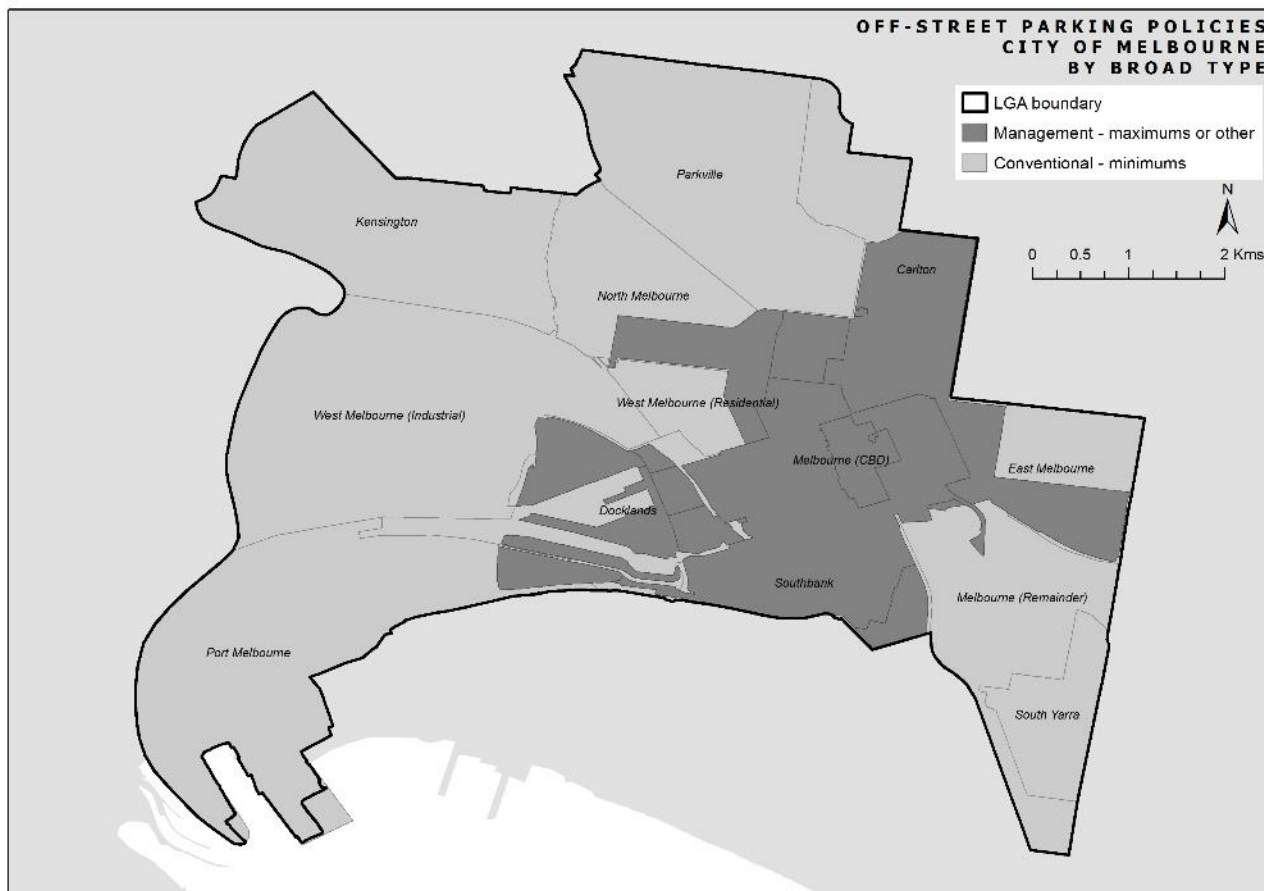 OFF-STREET PARKING POLICIES
CITY OF MELBOURNE
BY BROAD TYPE
LGA boundary
Management - maximums or other
Conventional - minimums
N
0 0.5 1 2 Kms
Parkville
Kensington
Carlton
North Melbourne
West Melbourne (Residential)
West Melbourne (Industrial)
Melbourne (CBD)
East Melbourne
Docklands
Southbank
Melbourne (Remainder)
Port Melbourne
South Yarra